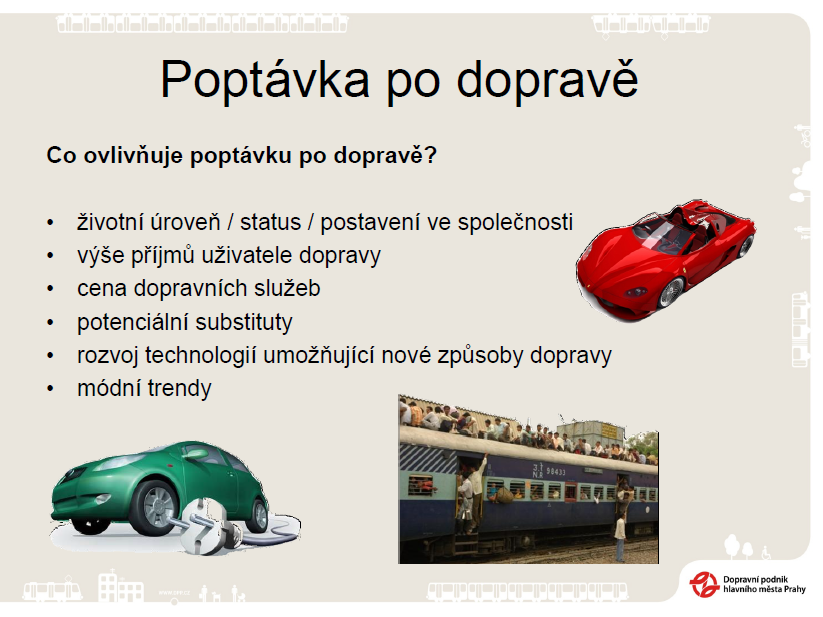 Poptávka po dopravě
Co ovlivňuje poptávku po dopravě?
• životní úroveň / status / postavení ve společnosti
• výše příjmů uživatele dopravy
• cena dopravních služeb
• potenciální substituty
• rozvoj technologií umožňující nové způsoby dopravy
• módní trendy
Dopravní podnik
hlavního města Prahy